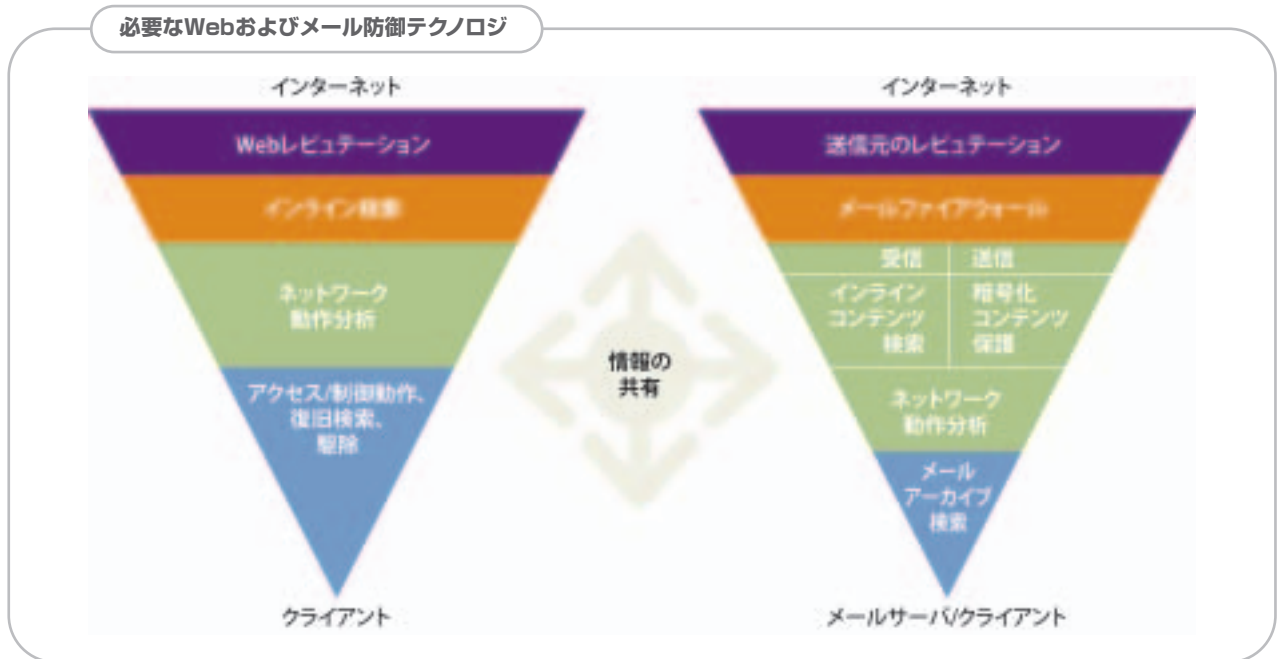 必要なWebおよびメール防御テクノロジ
インターネット
Webレピュテーション
インライン検索
ネットワーク
動作分析
アクセス/制御動作、
復旧検索、
駆除
クライアント
情報の
共有
インターネット
送信元のレピュテーション
メールファイアウォール
受信
送信
インライン
コンテンツ
検索
暗号化
コンテンツ
保護
ネットワーク
動作分析
メール
アーカイブ
検索
メールサーバ/クライアント